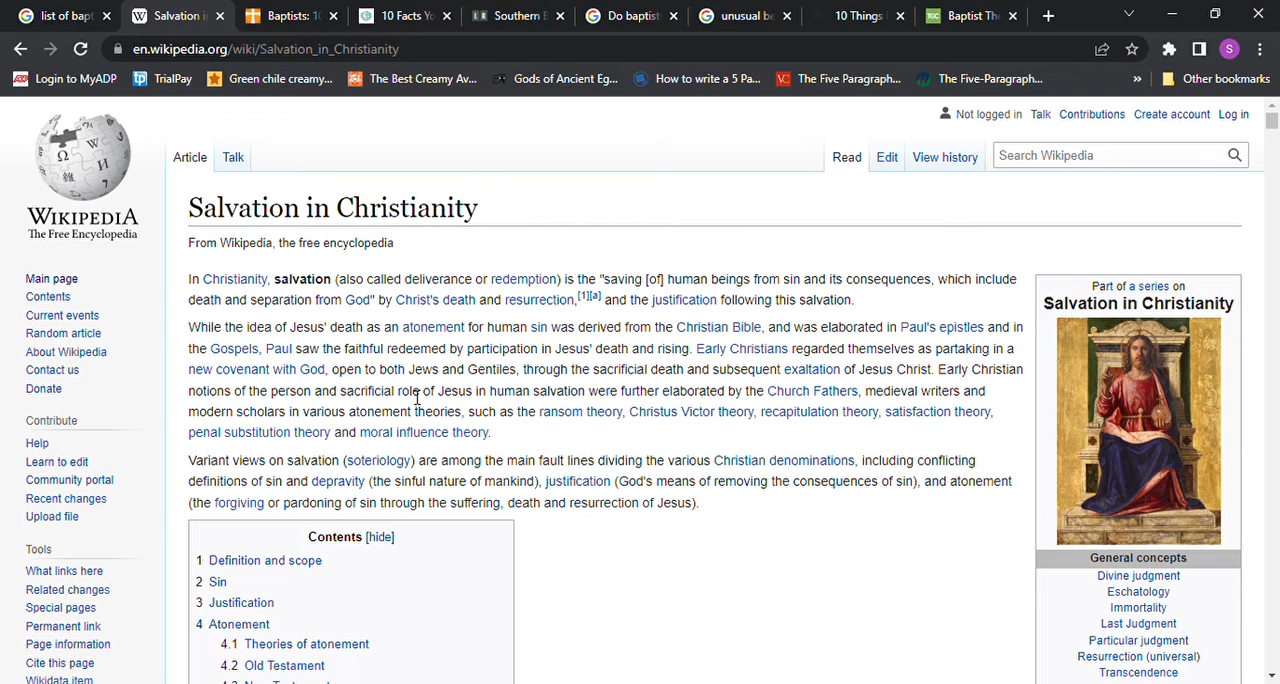 list of bapt
Salvation i
Baptists: 1
10 Facts Yo
Southern E
Do baptist
unusual be
10 Things
Baptist The
en.wikipedia.org/wiki/Salvation_in_Christianity
S
Login to MyADP
TrialPay
Green chile creamy...
The Best Creamy Av...
Gods of Ancient Eg...
How to write a 5 Pa...
The Five Paragraph...
The Five-Paragraph...
»
Other bookmarks
Not logged in Talk Contributions Create account Log in
Article Talk
Read Edit View history
Search Wikipedia
WIKIPEDIA
The Free Encyclopedia
Main page
Contents
Current events
Random article
About Wikipedia
Contact us
Donate
Contribute
Help
Learn to edit
Community portal
Recent changes
Upload file
Tools
What links here
Related changes
Special pages
Permanent link
Page information
Cite this page
Wikidata item
Salvation in Christianity
From Wikipedia, the free encyclopedia
In Christianity, salvation (also called deliverance or redemption) is the "saving [of] human beings from sin and its consequences, which include
death and separation from God" by Christ's death and resurrection,[1][a] and the justification following this salvation.
While the idea of Jesus' death as an atonement for human sin was derived from the Christian Bible, and was elaborated in Paul's epistles and in
the Gospels, Paul saw the faithful redeemed by participation in Jesus' death and rising. Early Christians regarded themselves as partaking in a
new covenant with God, open to both Jews and Gentiles, through the sacrificial death and subsequent exaltation of Jesus Christ. Early Christian
notions of the person and sacrificial role of Jesus in human salvation were further elaborated by the Church Fathers, medieval writers and
modern scholars in various atonement theories, such as the ransom theory, Christus Victor theory, recapitulation theory, satisfaction theory,
penal substitution theory and moral influence theory.
Variant views on salvation (soteriology) are among the main fault lines dividing the various Christian denominations, including conflicting
definitions of sin and depravity (the sinful nature of mankind), justification (God's means of removing the consequences of sin), and atonement
(the forgiving or pardoning of sin through the suffering, death and resurrection of Jesus).
Contents [hide]
1 Definition and scope
2 Sin
3 Justification
4 Atonement
4.1 Theories of atonement
4.2 Old Testament
Part of a series on
Salvation in Christianity
General concepts
Divine judgment
Eschatology
Immortality
Last Judgment
Particular judgment
Resurrection (universal)
Transcendence